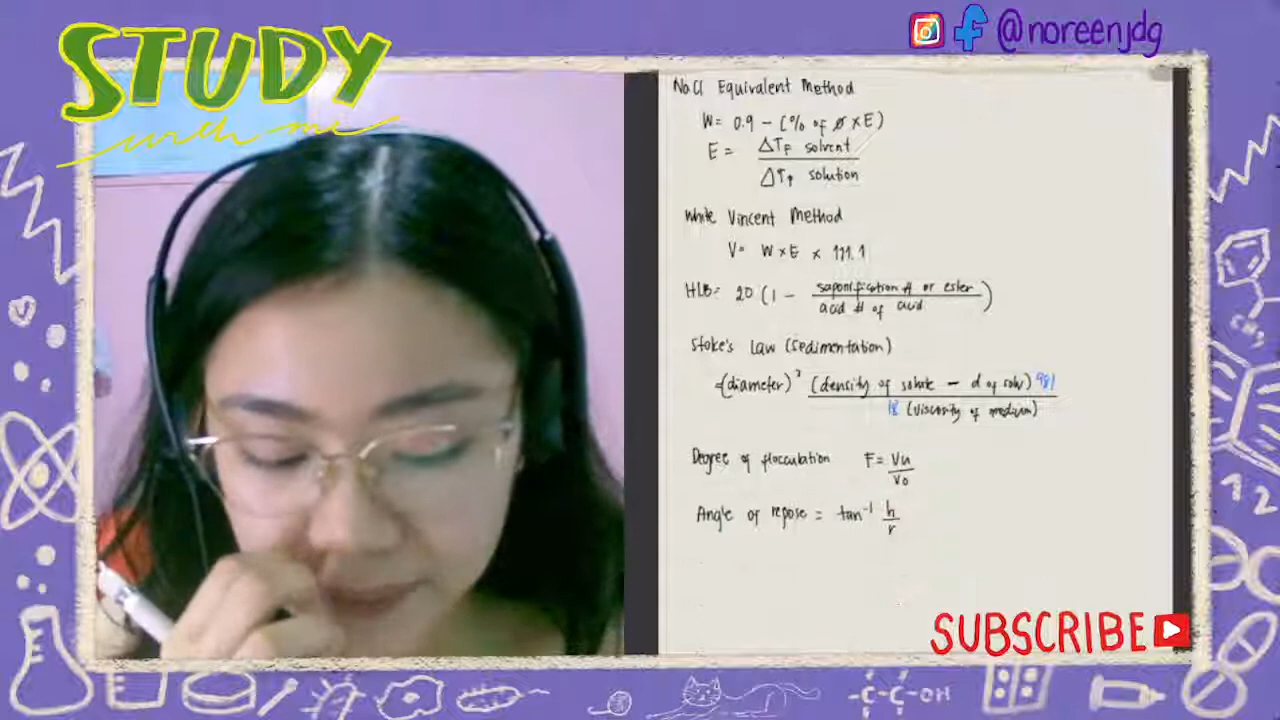 STUDY
with me
@noreenjdg
NaCl Equivalent Method
W= 0.9 - (% of ∅ × E)
E = ΔTf solvent
ΔTf solution
White Vincent Method
V= W×E × 111.1
HLB= 20 (1 - saponification # or ester
acid # of acid )
Stoke's Law (Sedimentation)
=(diameter)² (density of solute - d of solv) 981
18 (viscosity of medium)
Degree of flocculation F= Vu
Vo
Angle of repose = tan⁻¹ h
r
CH₃
12
-C-C-OH
SUBSCRIBE